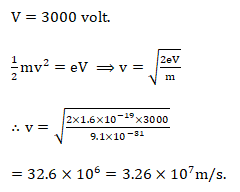 V = 3000 volt.
½mv² = eV ⟹ v = √(2eV/m)
∴ v = √(2×1.6×10⁻¹⁹×3000/9.1×10⁻³¹)
= 32.6 × 10⁶ = 3.26 × 10⁷m/s.